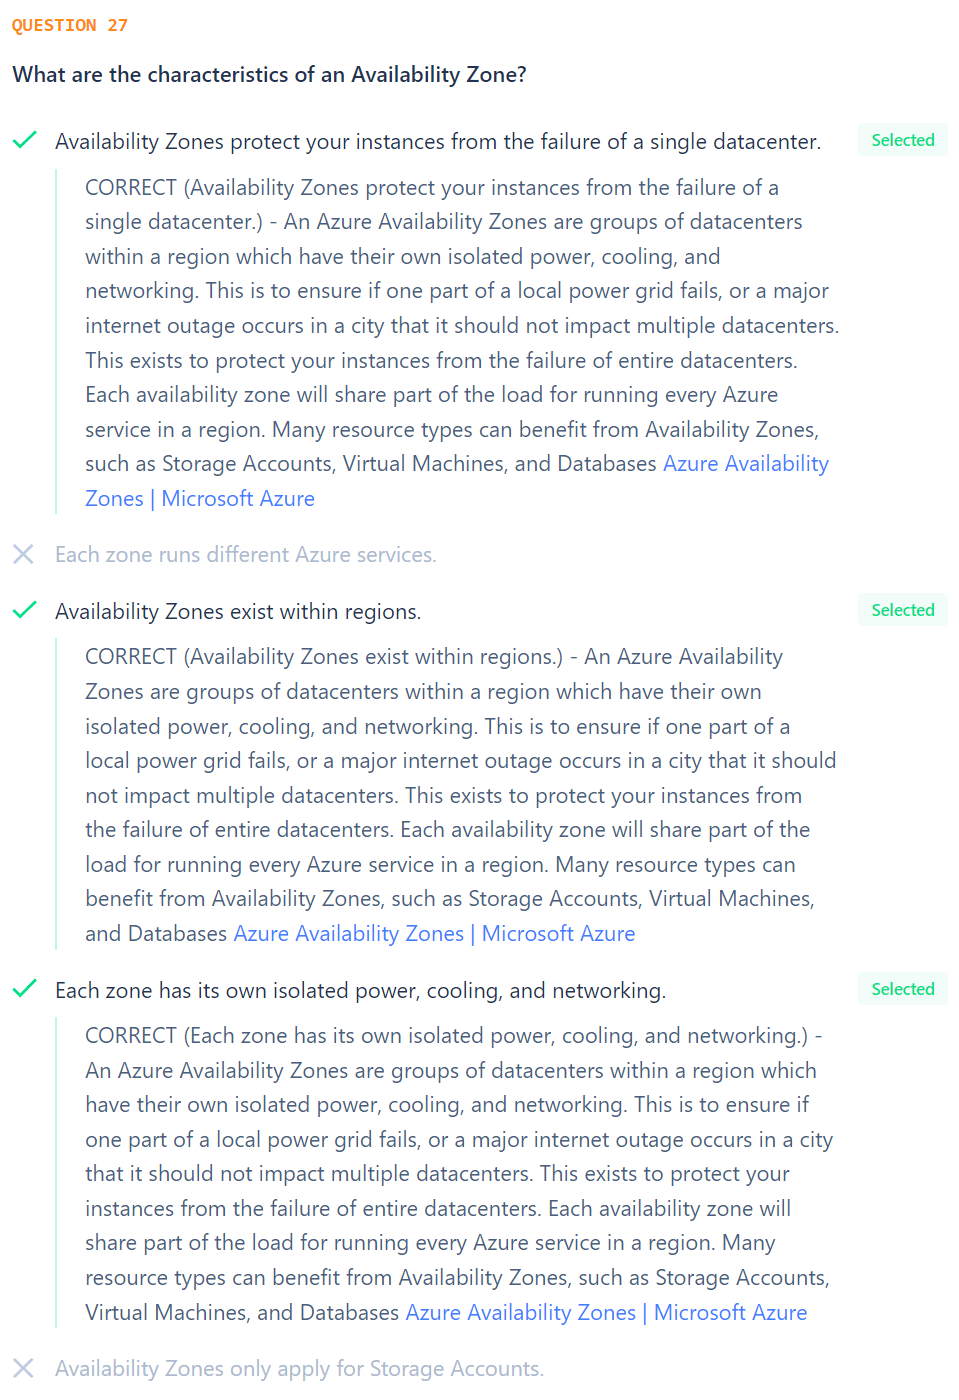 QUESTION 27
What are the characteristics of an Availability Zone?
Availability Zones protect your instances from the failure of a single datacenter.
Selected
CORRECT (Availability Zones protect your instances from the failure of a
single datacenter.) - An Azure Availability Zones are groups of datacenters
within a region which have their own isolated power, cooling, and
networking. This is to ensure if one part of a local power grid fails, or a major
internet outage occurs in a city that it should not impact multiple datacenters.
This exists to protect your instances from the failure of entire datacenters.
Each availability zone will share part of the load for running every Azure
service in a region. Many resource types can benefit from Availability Zones,
such as Storage Accounts, Virtual Machines, and Databases Azure Availability
Zones | Microsoft Azure
Each zone runs different Azure services.
Availability Zones exist within regions.
Selected
CORRECT (Availability Zones exist within regions.) - An Azure Availability
Zones are groups of datacenters within a region which have their own
isolated power, cooling, and networking. This is to ensure if one part of a
local power grid fails, or a major internet outage occurs in a city that it should
not impact multiple datacenters. This exists to protect your instances from
the failure of entire datacenters. Each availability zone will share part of the
load for running every Azure service in a region. Many resource types can
benefit from Availability Zones, such as Storage Accounts, Virtual Machines,
and Databases Azure Availability Zones | Microsoft Azure
Each zone has its own isolated power, cooling, and networking.
Selected
CORRECT (Each zone has its own isolated power, cooling, and networking.) -
An Azure Availability Zones are groups of datacenters within a region which
have their own isolated power, cooling, and networking. This is to ensure if
one part of a local power grid fails, or a major internet outage occurs in a city
that it should not impact multiple datacenters. This exists to protect your
instances from the failure of entire datacenters. Each availability zone will
share part of the load for running every Azure service in a region. Many
resource types can benefit from Availability Zones, such as Storage Accounts,
Virtual Machines, and Databases Azure Availability Zones | Microsoft Azure
Availability Zones only apply for Storage Accounts.